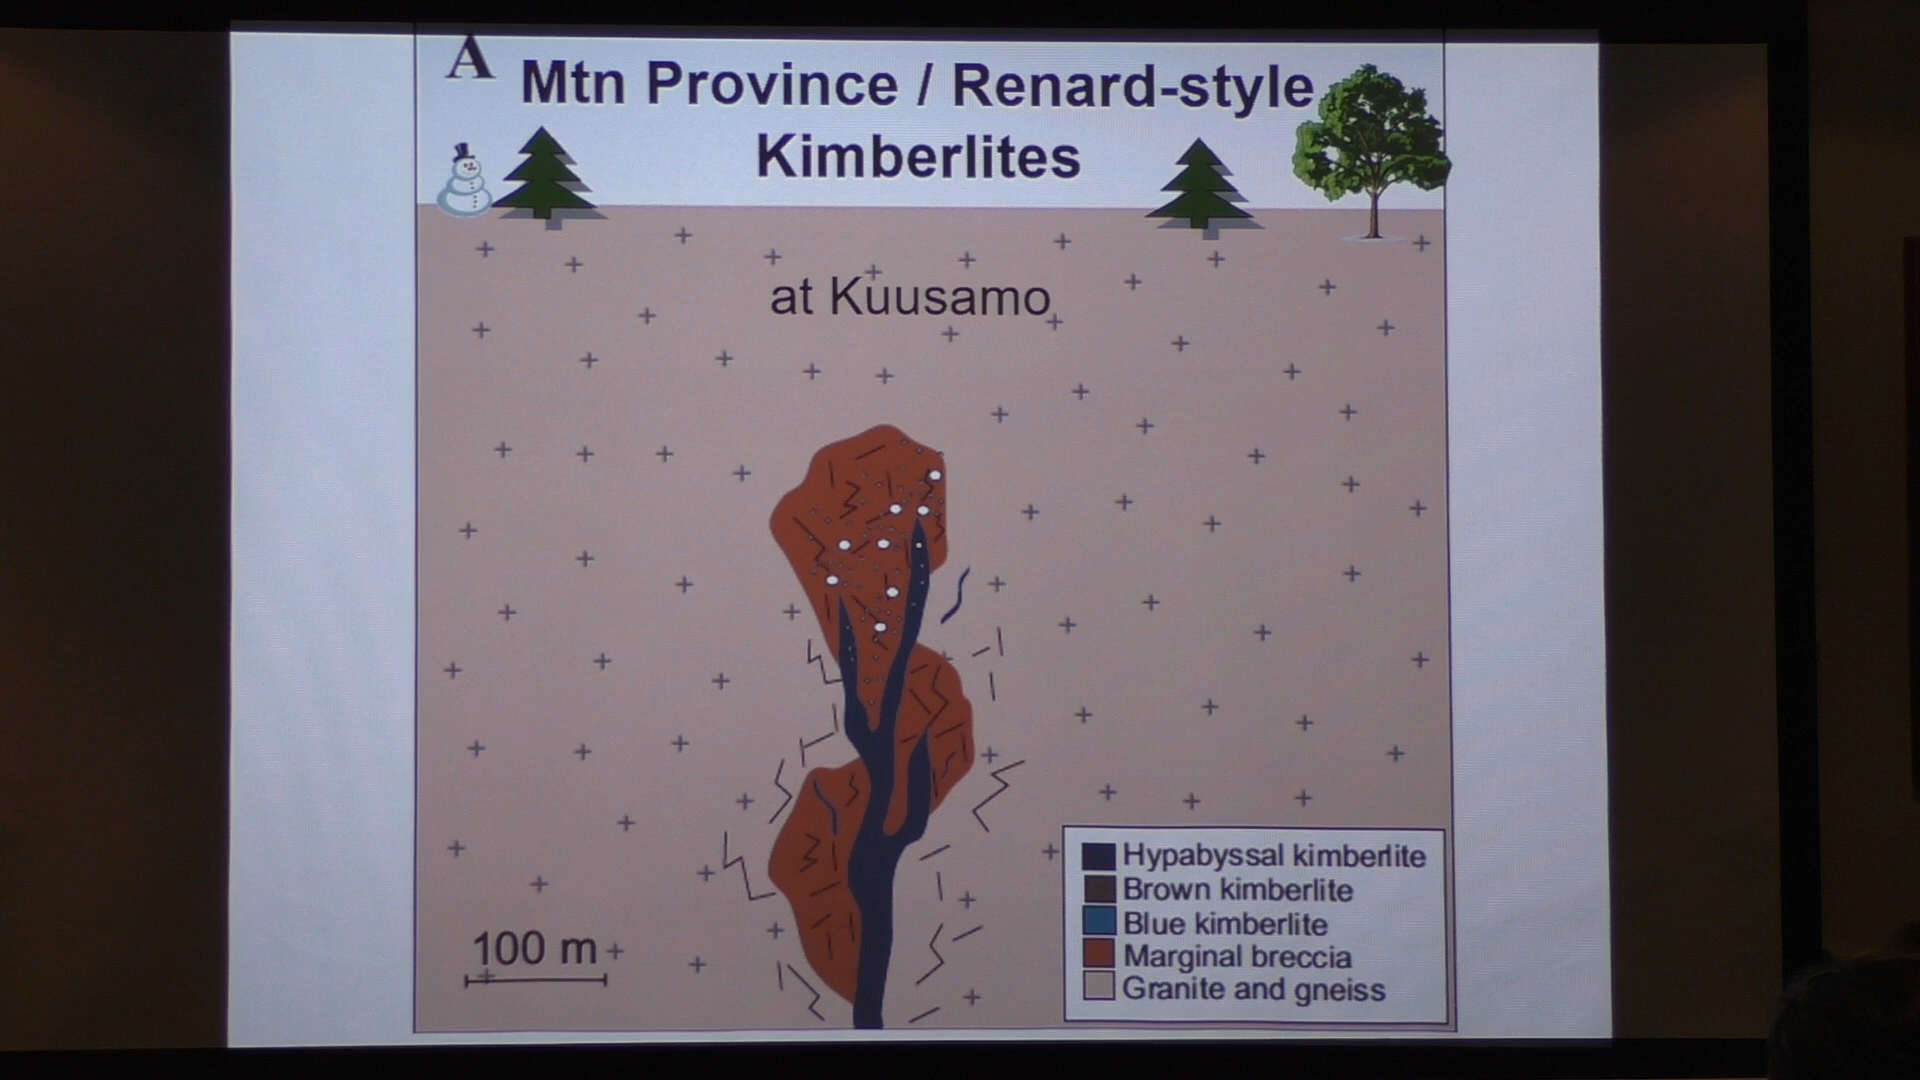 A
Mtn Province / Renard-style
Kimberlites
at Kuusamo
Hypabyssal kimberlite
Brown kimberlite
Blue kimberlite
Marginal breccia
Granite and gneiss
100 m